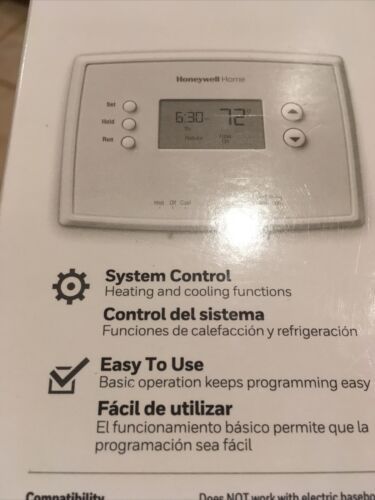 Honeywell Home
Set
Hold
Run
6:30 72°
Heat Off Cool
System Control
Heating and cooling functions
Control del sistema
Funciones de calefacción y refrigeración
Easy To Use
Basic operation keeps programming easy
Fácil de utilizar
El funcionamiento básico permite que la
programación sea fácil
Compatibility
Does NOT work with electric